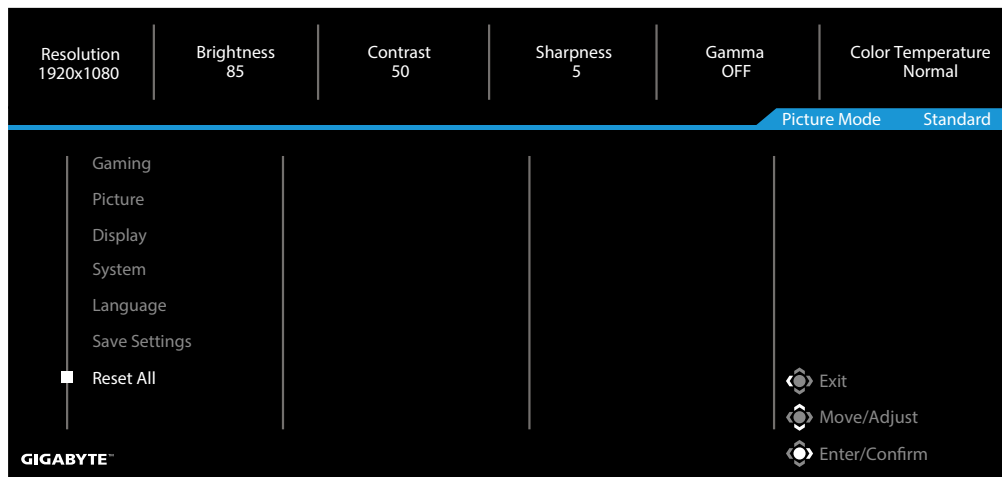 Resolution
1920x1080
Brightness
85
Contrast
50
Sharpness
5
Gamma
OFF
Color Temperature
Normal
Picture Mode Standard
Gaming
Picture
Display
System
Language
Save Settings
Reset All
Exit
Move/Adjust
Enter/Confirm
GIGABYTE™